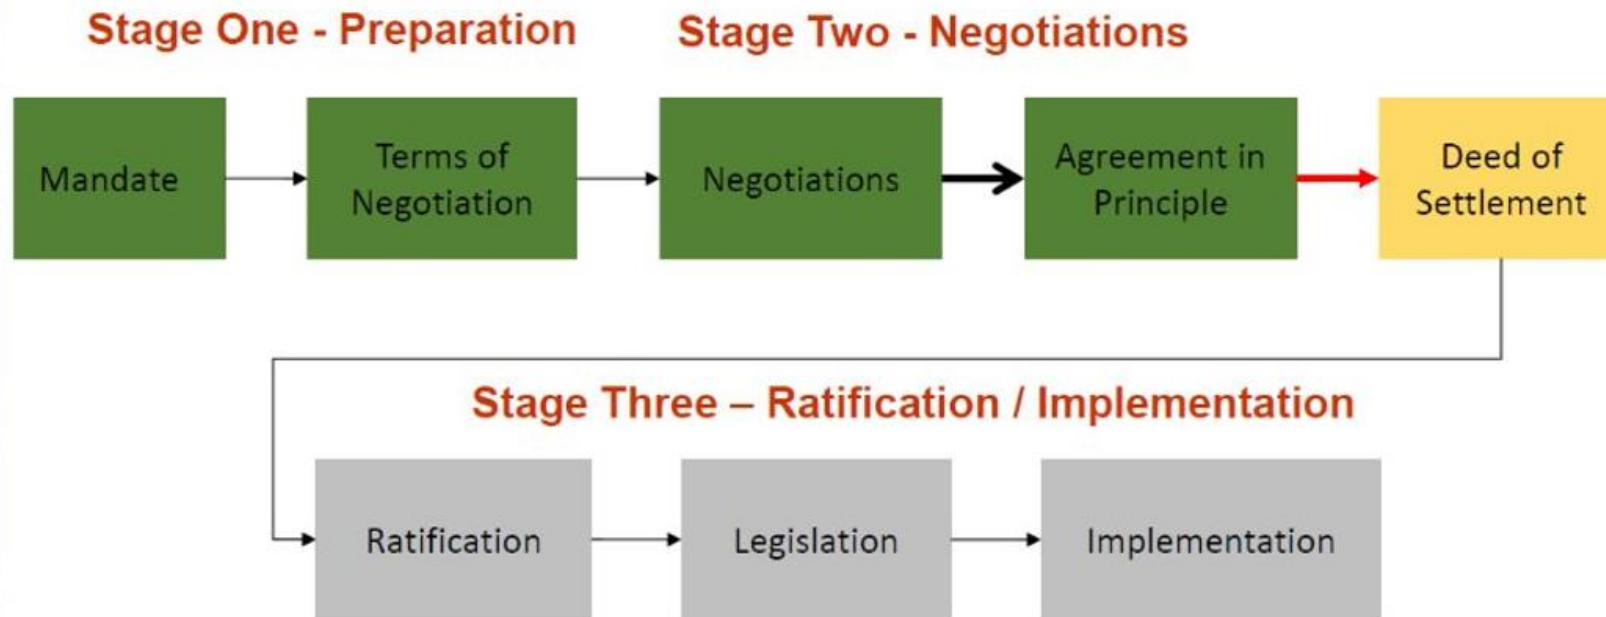 Stage One - Preparation
Stage Two - Negotiations
Mandate
Terms of
Negotiation
Negotiations
Agreement in
Principle
Deed of
Settlement
Stage Three – Ratification / Implementation
Ratification
Legislation
Implementation